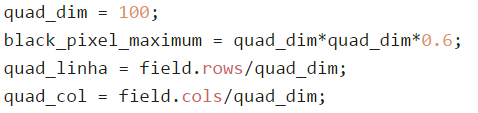 quad_dim = 100;
black_pixel_maximum = quad_dim*quad_dim*0.6;
quad_linha = field.rows/quad_dim;
quad_col = field.cols/quad_dim;